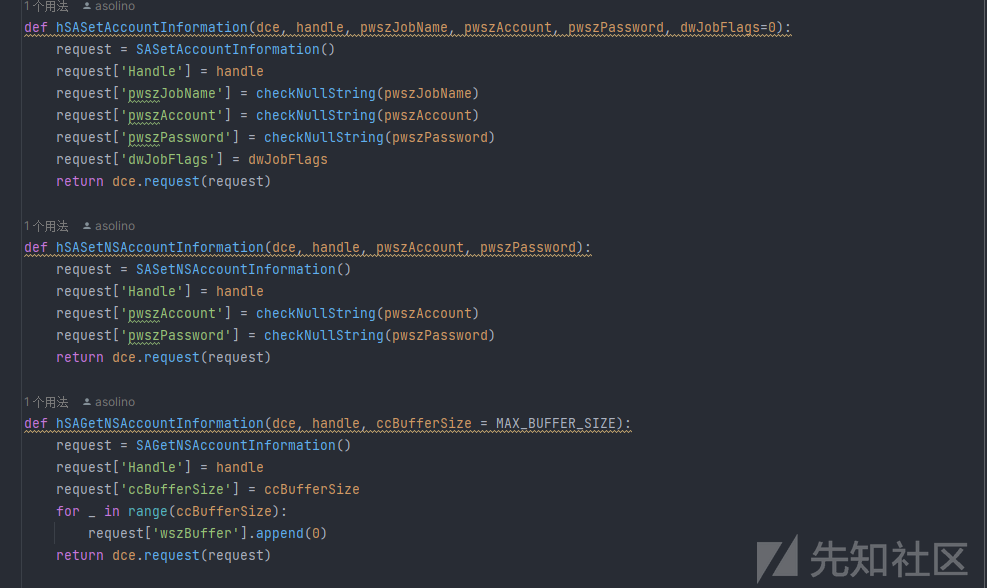 1个用法 asolino
def hSASetAccountInformation(dce, handle, pwszJobName, pwszAccount, pwszPassword, dwJobFlags=0):
    request = SASetAccountInformation()
    request['Handle'] = handle
    request['pwszJobName'] = checkNullString(pwszJobName)
    request['pwszAccount'] = checkNullString(pwszAccount)
    request['pwszPassword'] = checkNullString(pwszPassword)
    request['dwJobFlags'] = dwJobFlags
    return dce.request(request)
1个用法 asolino
def hSASetNSAccountInformation(dce, handle, pwszAccount, pwszPassword):
    request = SASetNSAccountInformation()
    request['Handle'] = handle
    request['pwszAccount'] = checkNullString(pwszAccount)
    request['pwszPassword'] = checkNullString(pwszPassword)
    return dce.request(request)
1个用法 asolino
def hSAGetNSAccountInformation(dce, handle, ccBufferSize = MAX_BUFFER_SIZE):
    request = SAGetNSAccountInformation()
    request['Handle'] = handle
    request['ccBufferSize'] = ccBufferSize
    for _ in range(ccBufferSize):
        request['wszBuffer'].append(0)
    return dce.request(request)
先知社区